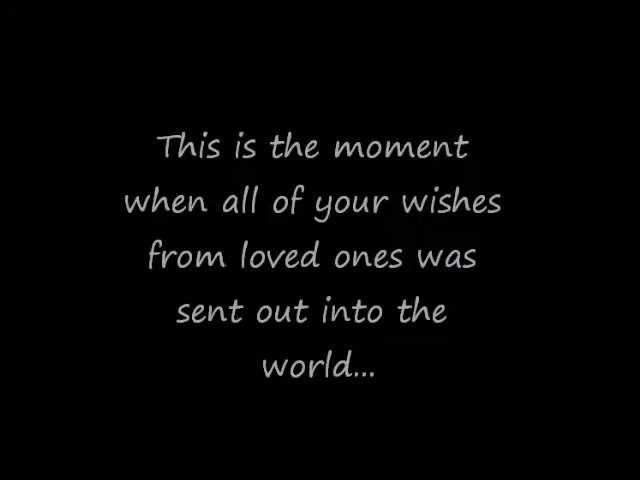 This is the moment
when all of your wishes
from loved ones was
sent out into the
world...